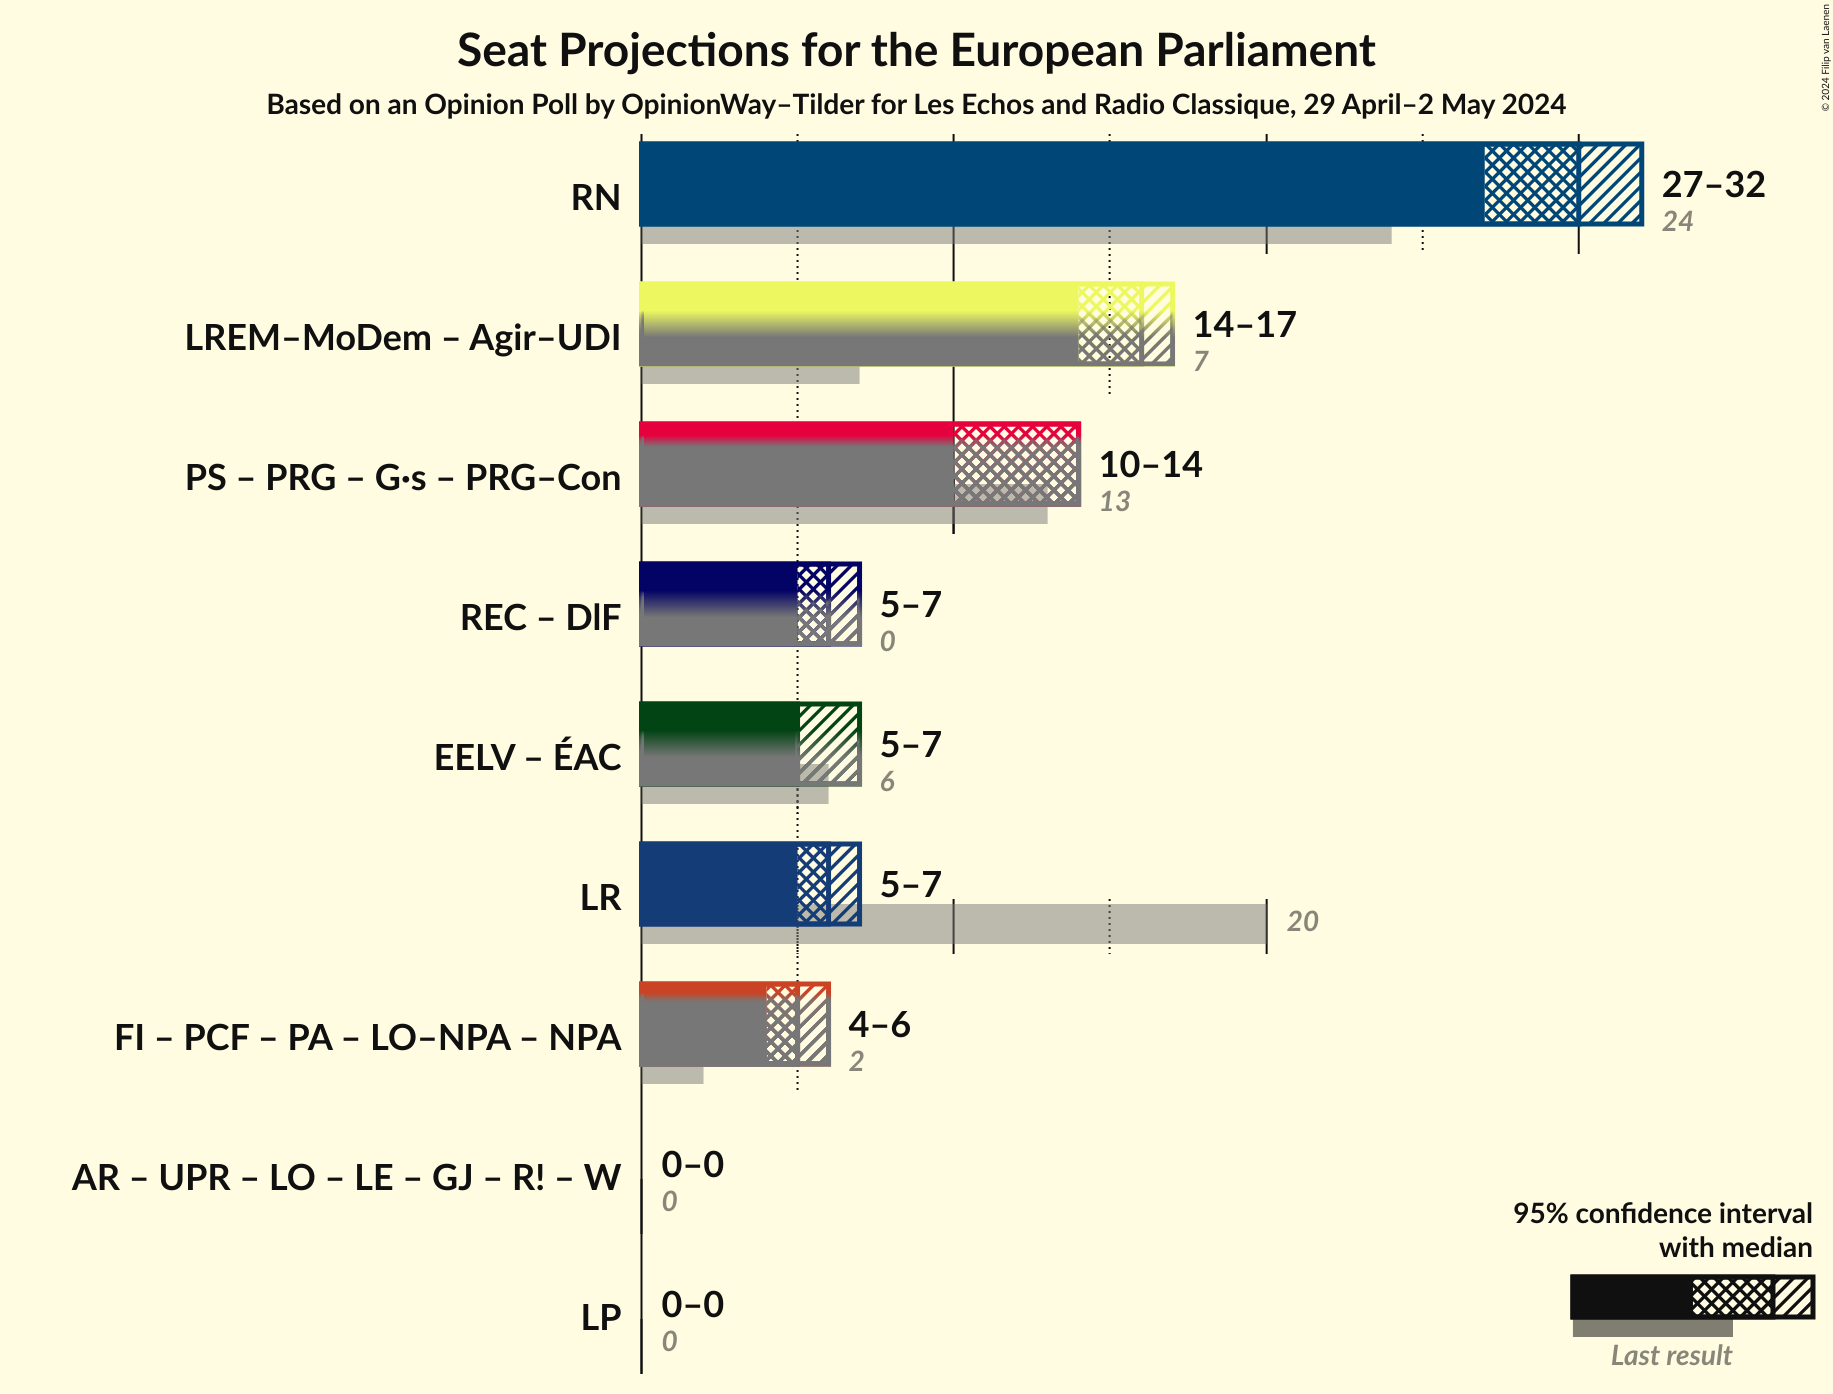 Seat Projections for the European Parliament
Based on an Opinion Poll by OpinionWay–Tilder for Les Echos and Radio Classique, 29 April–2 May 2024
© 2024 Filip van Laenen
RN
27–32
24
LREM–MoDem – Agir–UDI
14–17
7
PS – PRG – G·s – PRG–Con
10–14
13
REC – DlF
5–7
0
EELV – ÉAC
5–7
6
LR
5–7
20
FI – PCF – PA – LO–NPA – NPA
4–6
2
AR – UPR – LO – LE – GJ – R! – W
0–0
0
LP
0–0
0
95% confidence interval
with median
Last result